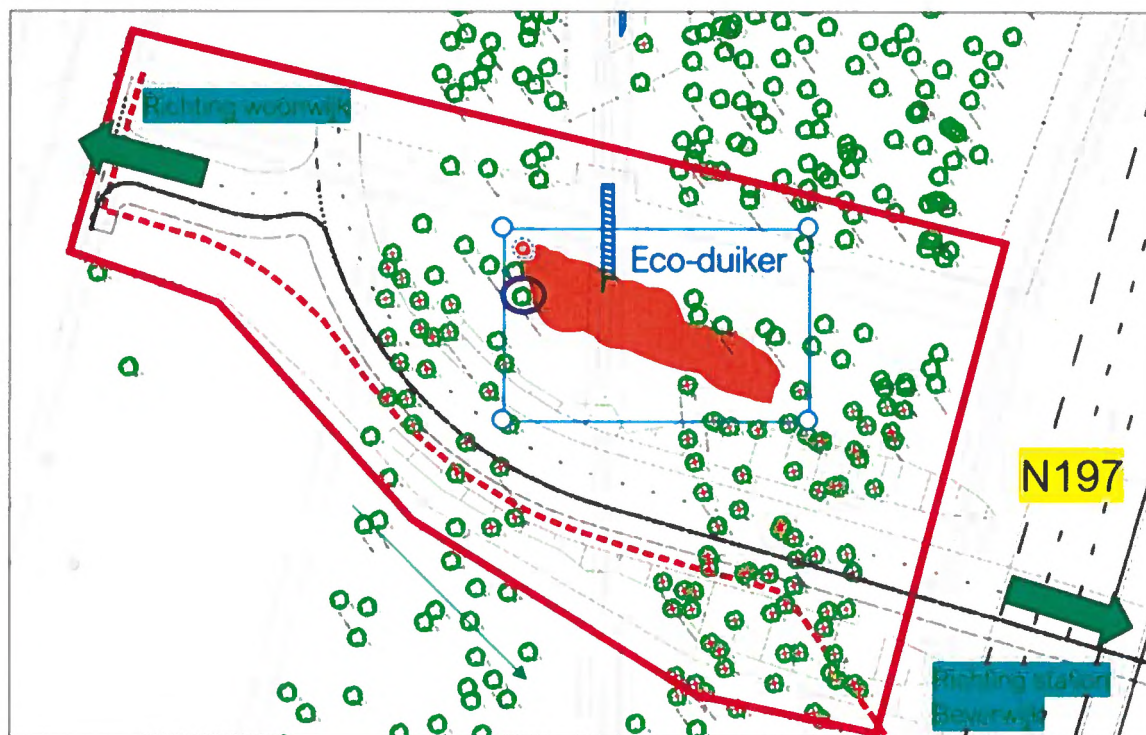 Richting woonwijk
Eco-duiker
N197
Richting station
Beverwijk